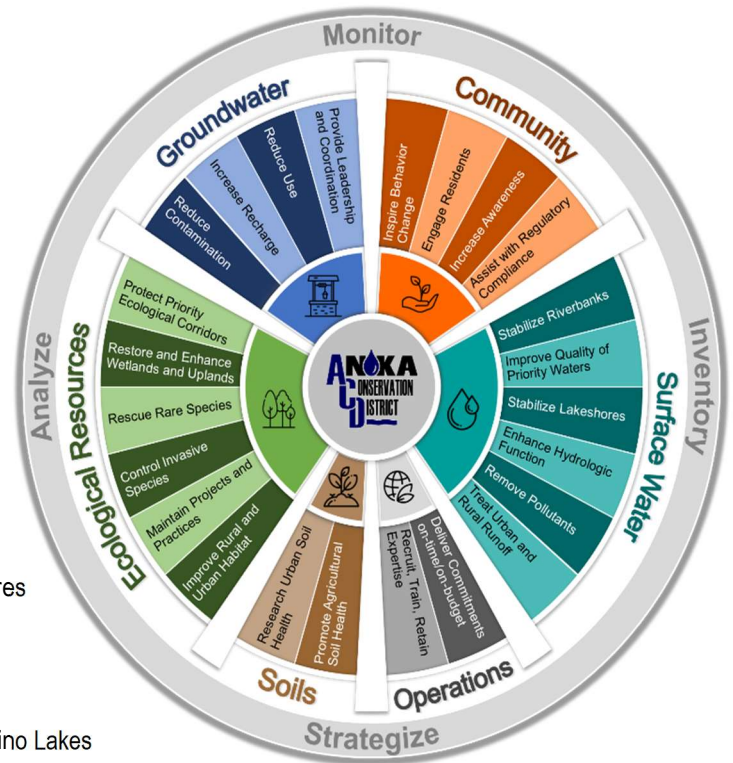 Monitor
Inventory
Strategize
Analyze
Groundwater
Reduce
Contamination
Increase Recharge
Reduce Use
Provide Leadership
and Coordination
Community
Inspire Behavior
Change
Engage Residents
Increase Awareness
Assist with Regulatory
Compliance
Surface Water
Stabilize Riverbanks
Improve Quality of
Priority Waters
Stabilize Lakeshores
Enhance Hydrologic
Function
Remove Pollutants
Treat Urban and
Rural Runoff
Operations
Deliver Commitments
on-time/on-budget
Recruit, Train, Retain
Expertise
Soils
Promote Agricultural
Soil Health
Research Urban Soil
Health
Ecological Resources
Protect Priority
Ecological Corridors
Restore and Enhance
Wetlands and Uplands
Rescue Rare Species
Control Invasive
Species
Maintain Projects and
Practices
Improve Rural and
Urban Habitat
ANOKA
CONSERVATION
DISTRICT
res
ino Lakes